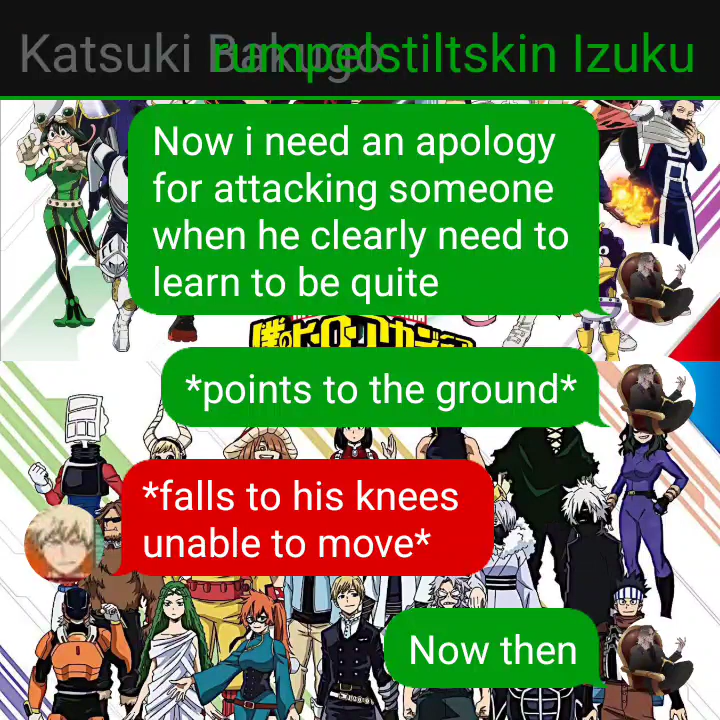 Katsuki Bakugo
rumpelstiltskin Izuku
Now i need an apology
for attacking someone
when he clearly need to
learn to be quite
*points to the ground*
*falls to his knees
unable to move*
Now then